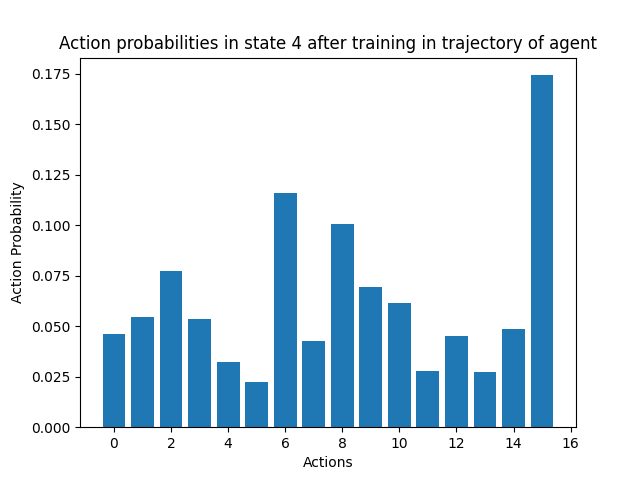 Action probabilities in state 4 after training in trajectory of agent
Action Probability
0.175
0.150
0.125
0.100
0.075
0.050
0.025
0.000
0 2 4 6 8 10 12 14 16
Actions